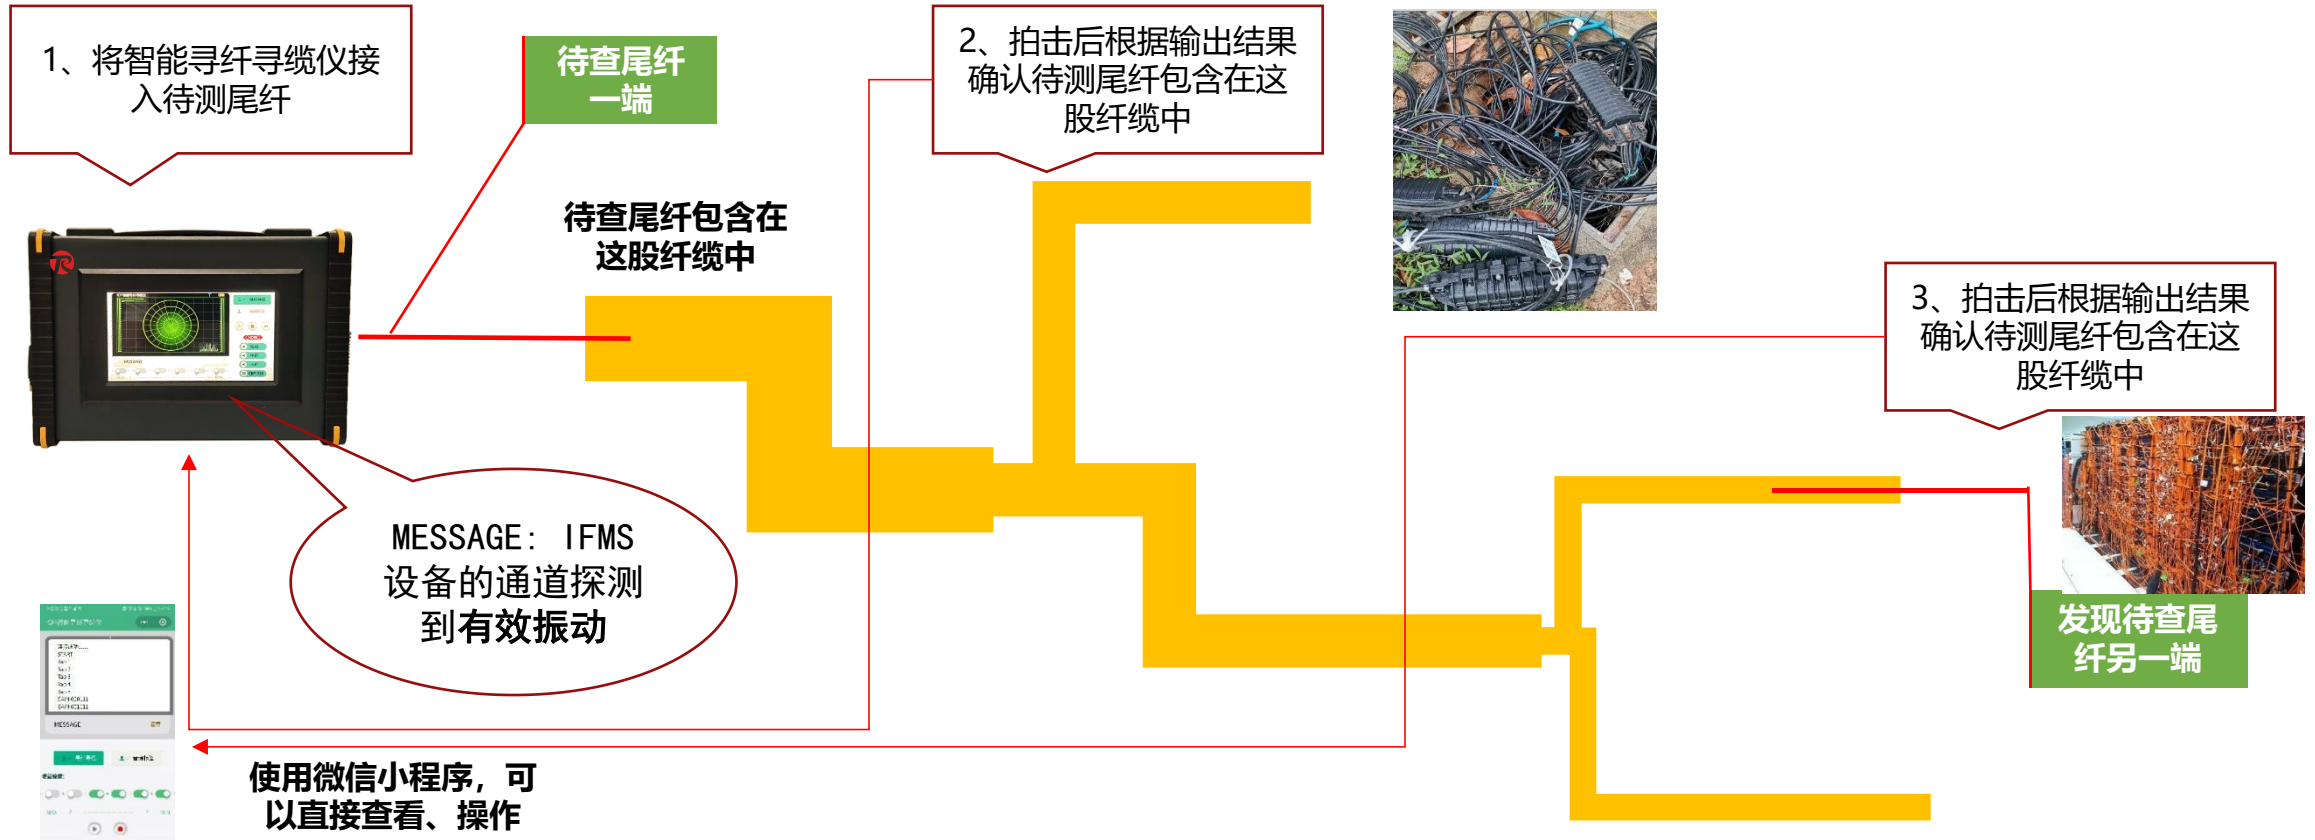 1、将智能寻纤寻缆仪接
入待测尾纤
待查尾纤
一端
2、拍击后根据输出结果
确认待测尾纤包含在这
股纤缆中
待查尾纤包含在
这股纤缆中
3、拍击后根据输出结果
确认待测尾纤包含在这
股纤缆中
MESSAGE: IFMS
设备的通道探测
到有效振动
发现待查尾
纤另一端
START
MESSAGE
使用微信小程序，可
以直接查看、操作